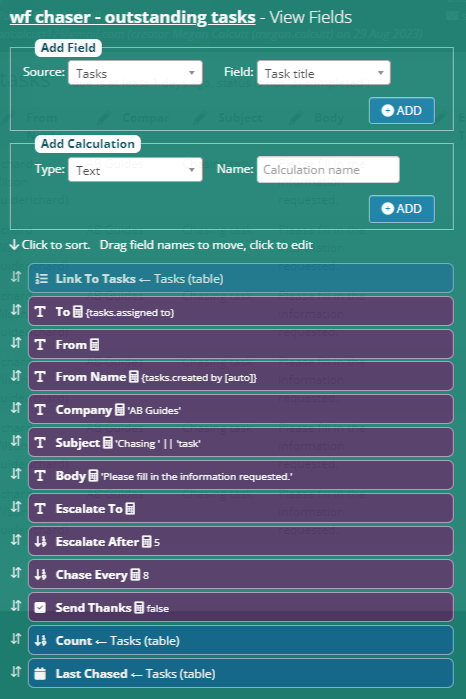 wf chaser - outstanding tasks - View Fields
Add Field
Source: Tasks Field: Task title
ADD
Add Calculation
Type: Text Name: Calculation name
ADD
Click to sort. Drag field names to move, click to edit
Link To Tasks ← Tasks (table)
To {tasks.assigned to}
From
From Name {tasks.created by [auto]}
Company 'AB Guides'
Subject 'Chasing ' || 'task'
Body 'Please fill in the information requested.'
Escalate To
Escalate After 5
Chase Every 8
Send Thanks false
Count ← Tasks (table)
Last Chased ← Tasks (table)